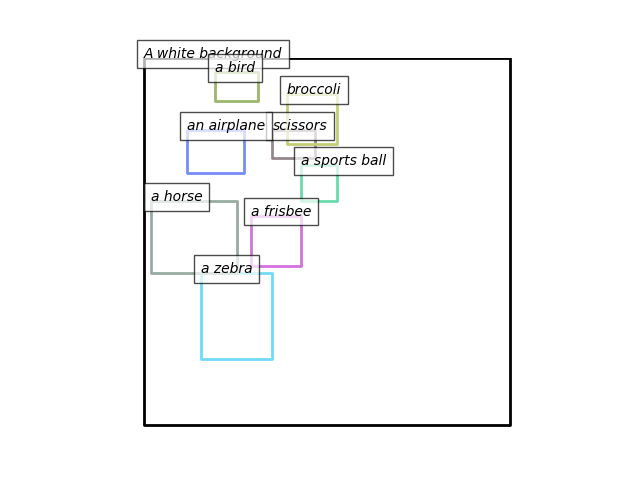 A white background
a bird
broccoli
an airplane
scissors
a sports ball
a horse
a frisbee
a zebra